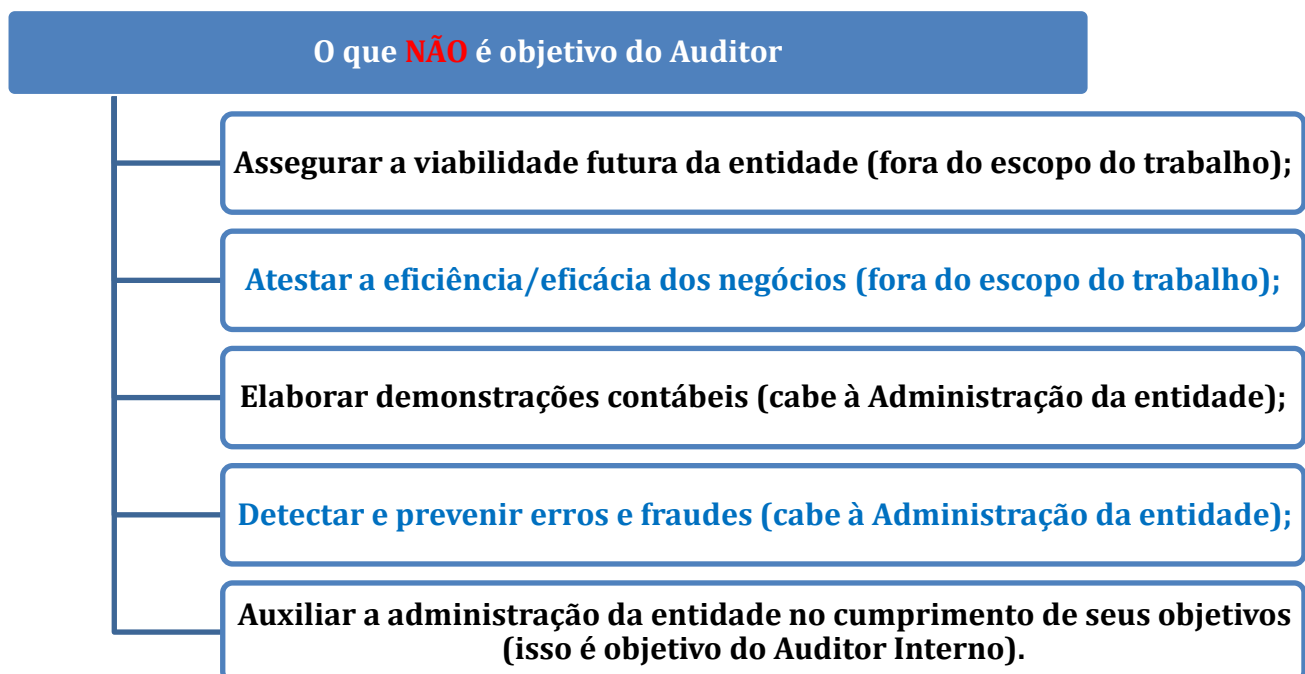 O que NÃO é objetivo do Auditor
Assegurar a viabilidade futura da entidade (fora do escopo do trabalho);
Atestar a eficiência/eficácia dos negócios (fora do escopo do trabalho);
Elaborar demonstrações contábeis (cabe à Administração da entidade);
Detectar e prevenir erros e fraudes (cabe à Administração da entidade);
Auxiliar a administração da entidade no cumprimento de seus objetivos
(isso é objetivo do Auditor Interno).